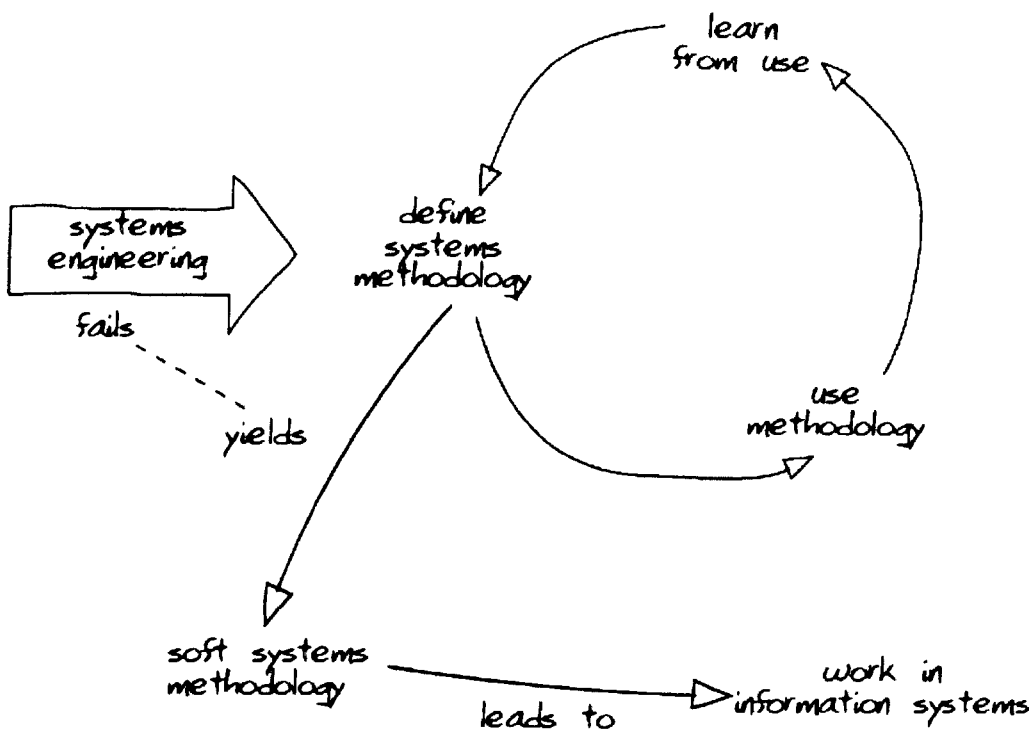 learn
from use
systems
engineering
define
systems
methodology
fails
yields
use
methodology
soft systems
methodology
leads to
work in
information systems